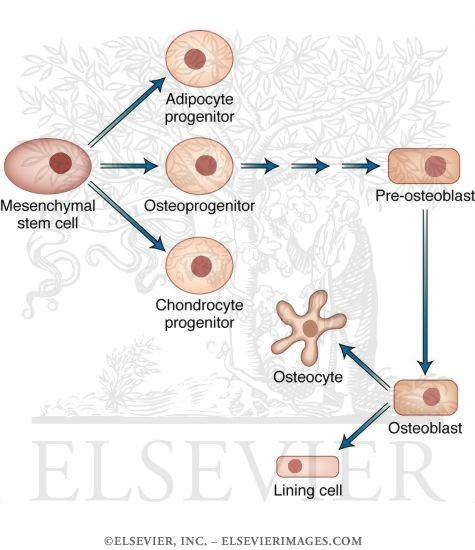 Adipocyte
progenitor
Mesenchymal
stem cell
Osteoprogenitor
Pre-osteoblast
Chondrocyte
progenitor
Osteocyte
Osteoblast
Lining cell
ELSEVIER
©ELSEVIER, INC. – ELSEVIERIMAGES.COM